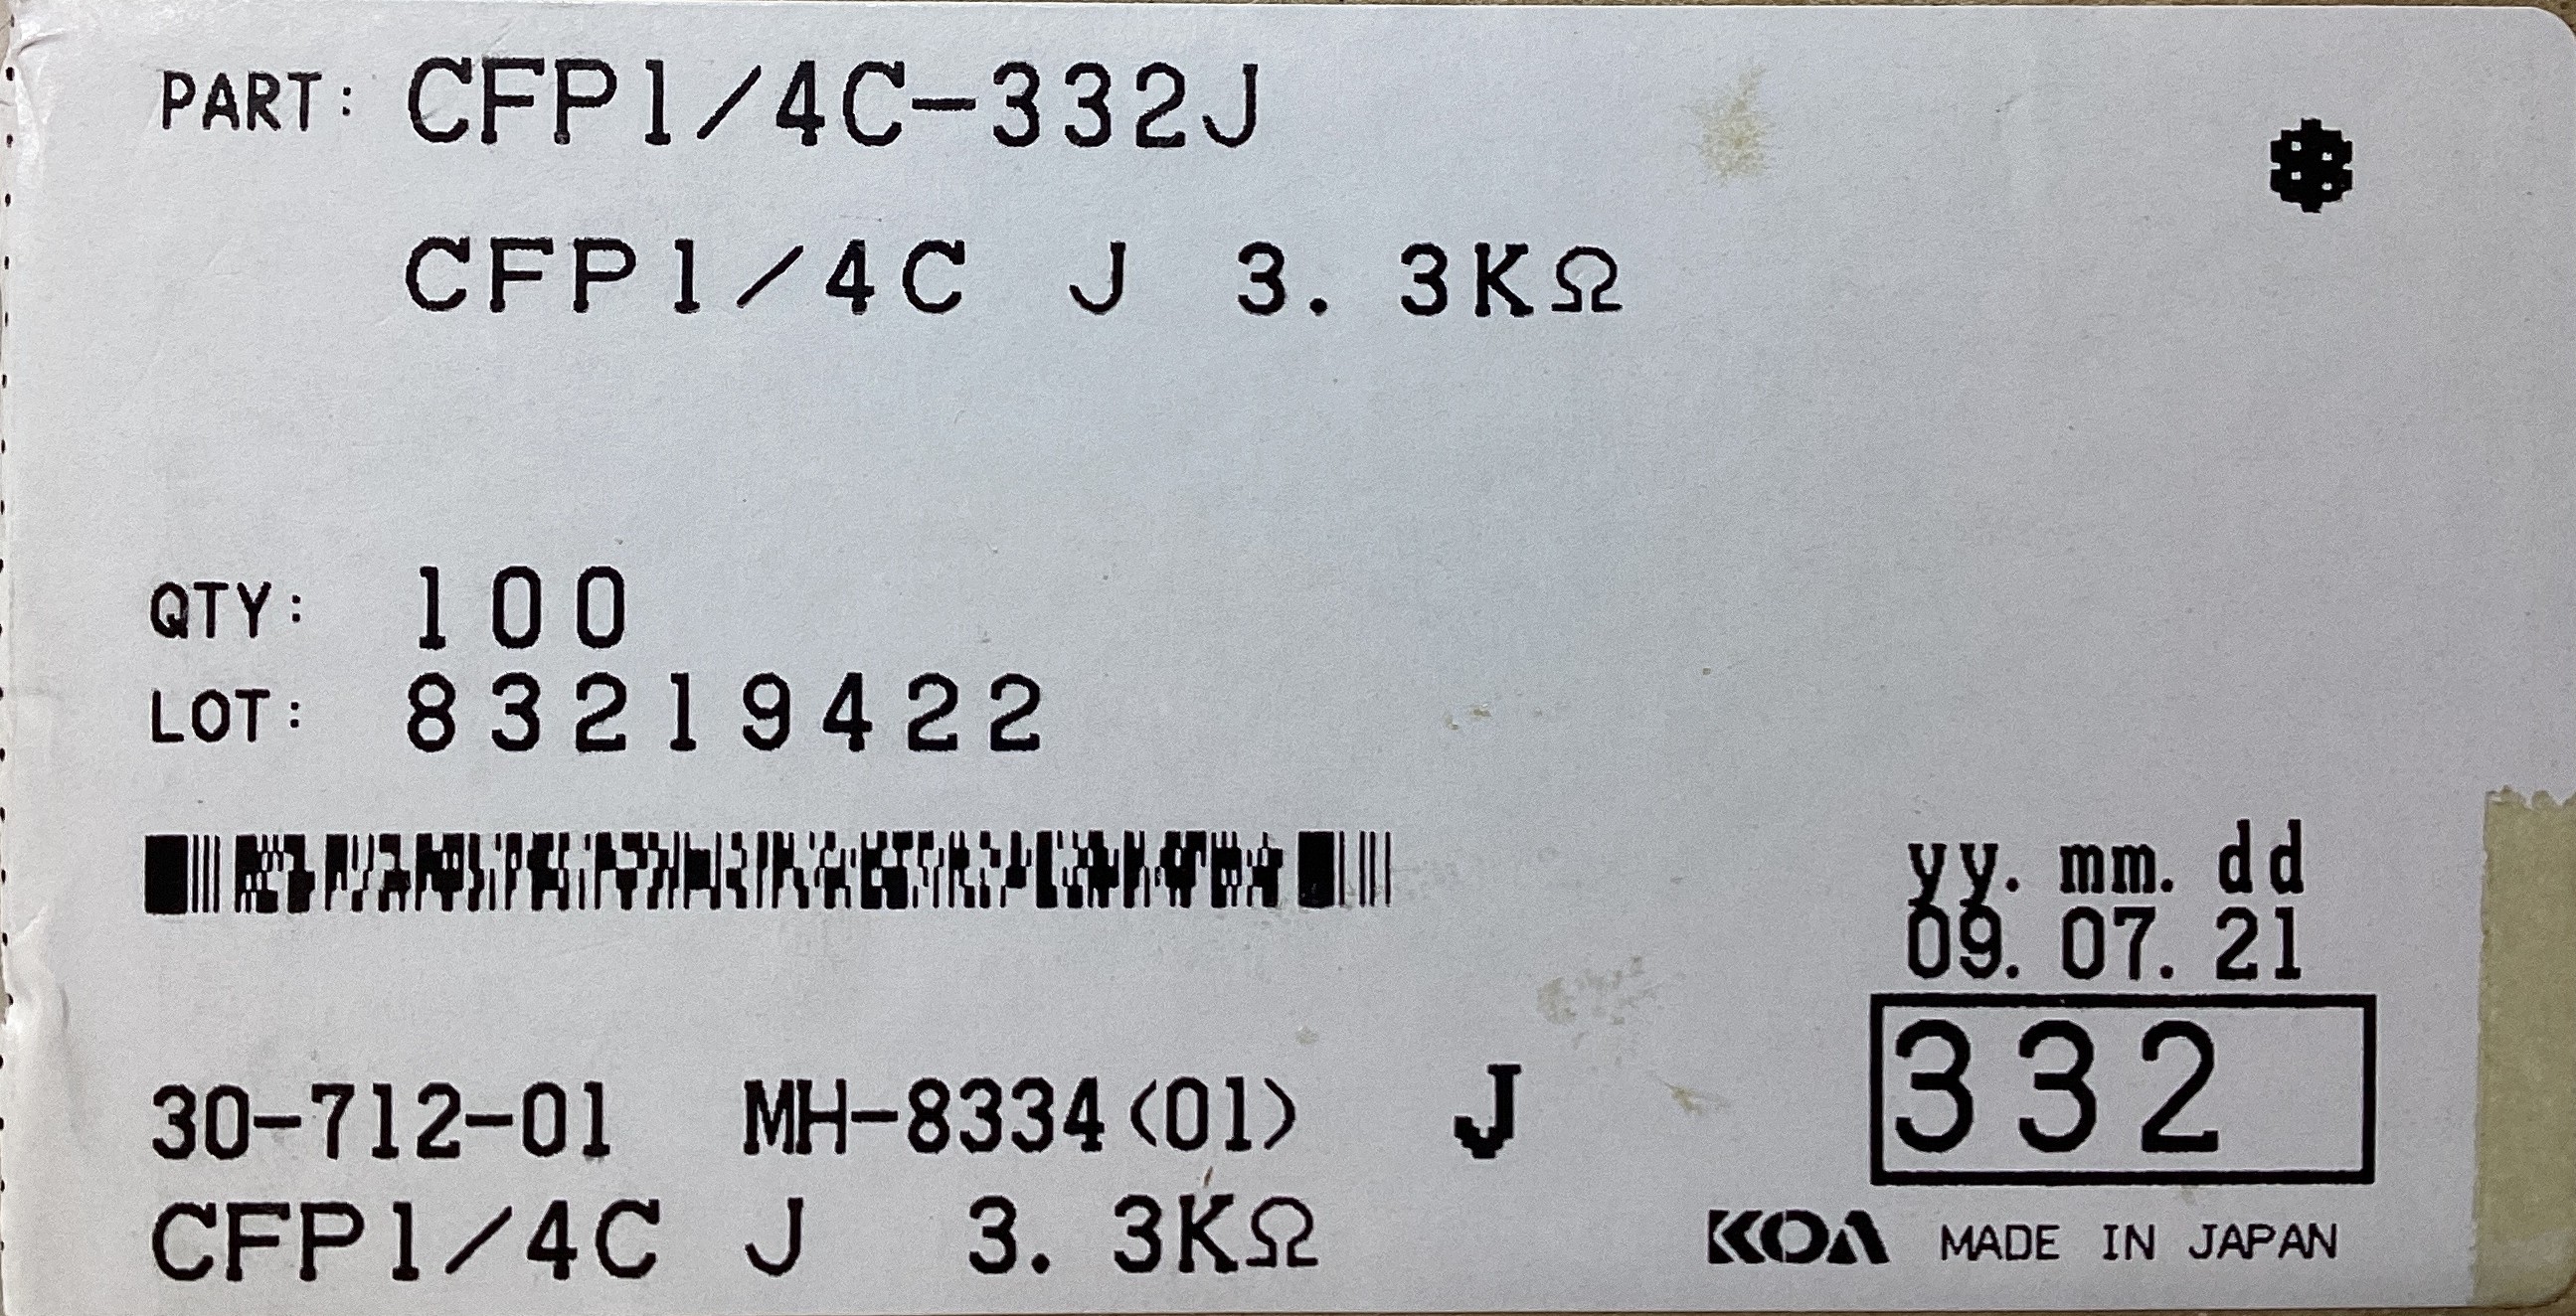 PART: CFP1/4C-332J
CFP1/4C J 3.3KΩ
QTY: 100
LOT: 83219422
yy.mm.dd
09.07.21
332
30-712-01 MH-8334(01) J
CFP1/4C J 3.3KΩ
KOA MADE IN JAPAN